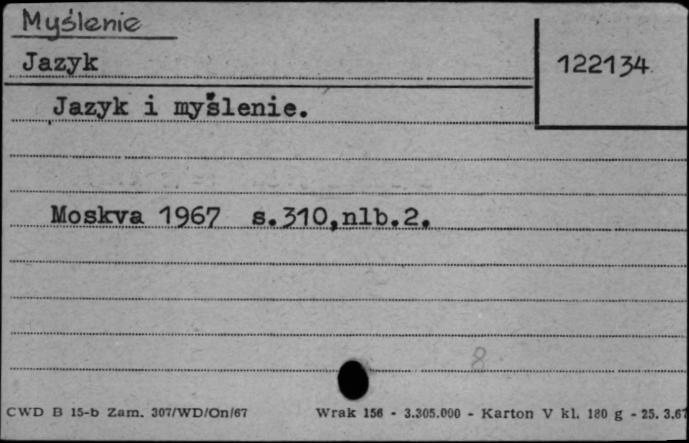 Myślenie
Jazyk
122134
Jazyk i myšlenie.
Moskva 1967 s.310,nlb.2.
8
CWD B 15-b Zam. 307/WD/On/67 Wrak 156 - 3.305.000 - Karton V kl. 180 g - 25. 3.67